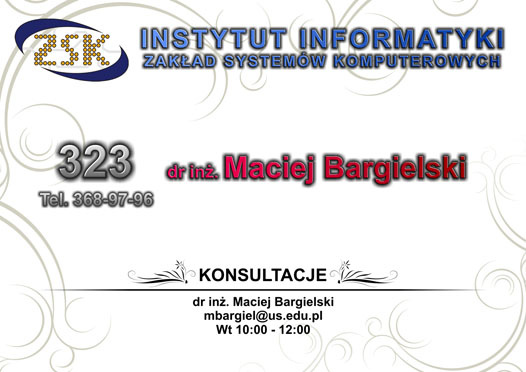 ZSK
INSTYTUT INFORMATYKI
ZAKŁAD SYSTEMÓW KOMPUTEROWYCH
323
dr inż. Maciej Bargielski
Tel. 368-97-96
KONSULTACJE
dr inż. Maciej Bargielski
mbargiel@us.edu.pl
Wt 10:00 - 12:00